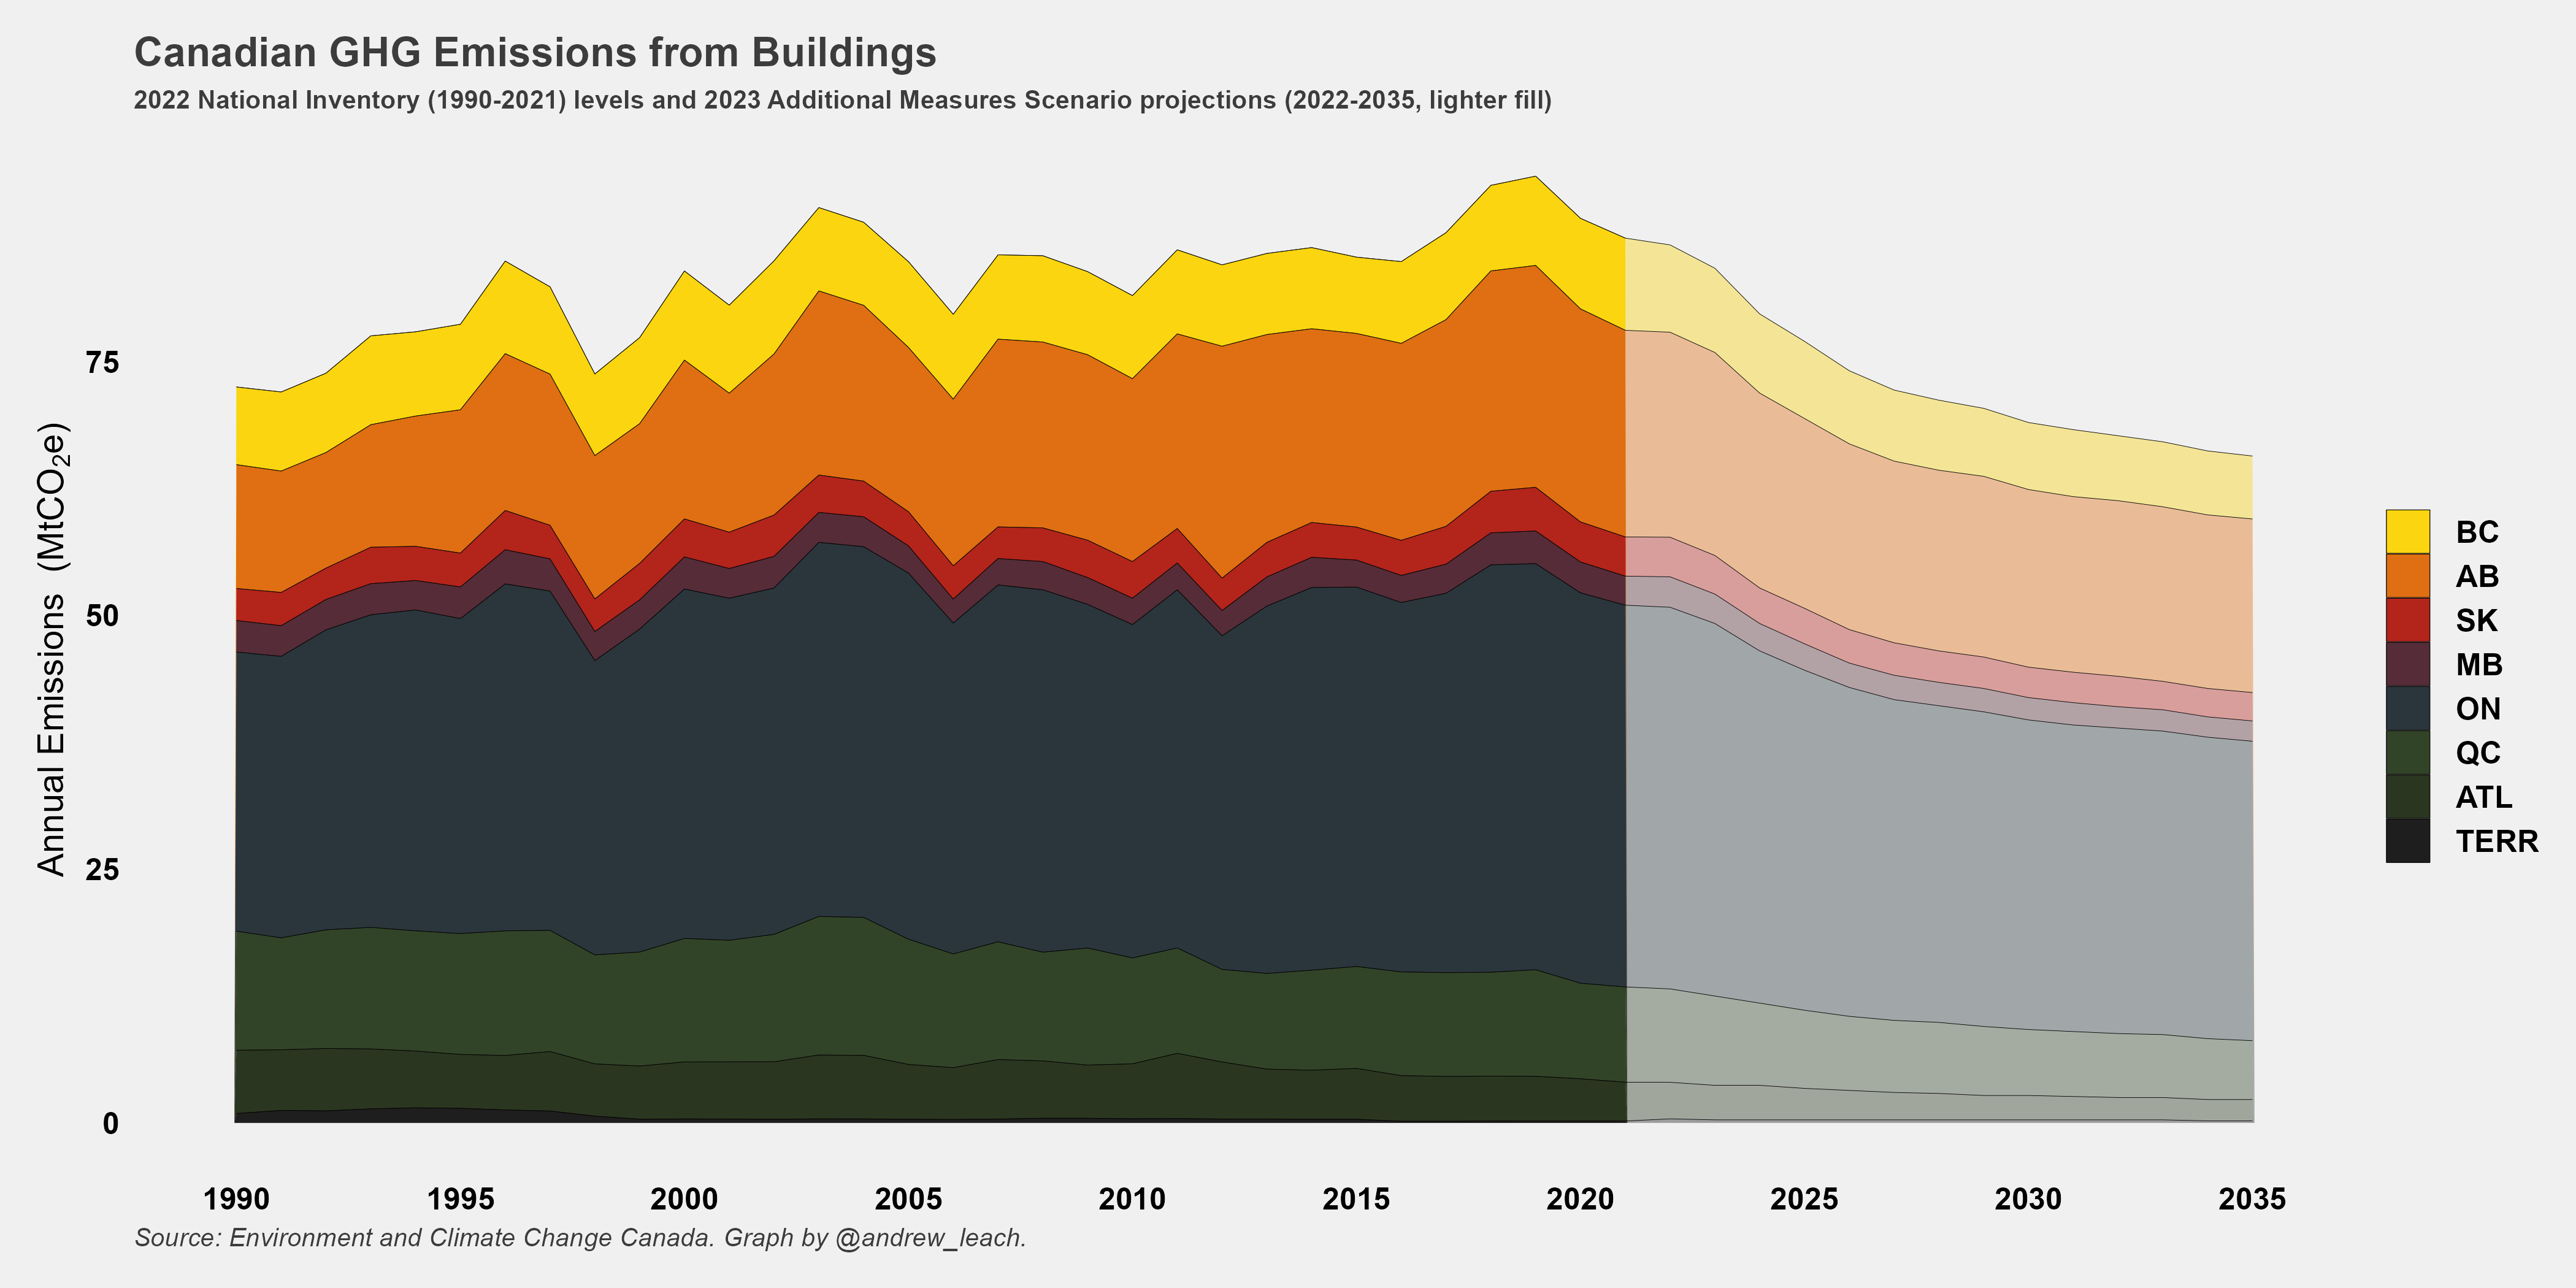 Canadian GHG Emissions from Buildings
2022 National Inventory (1990-2021) levels and 2023 Additional Measures Scenario projections (2022-2035, lighter fill)
Annual Emissions (MtCO₂e)
75
50
25
0
BC
AB
SK
MB
ON
QC
ATL
TERR
1990 1995 2000 2005 2010 2015 2020 2025 2030 2035
Source: Environment and Climate Change Canada. Graph by @andrew_leach.